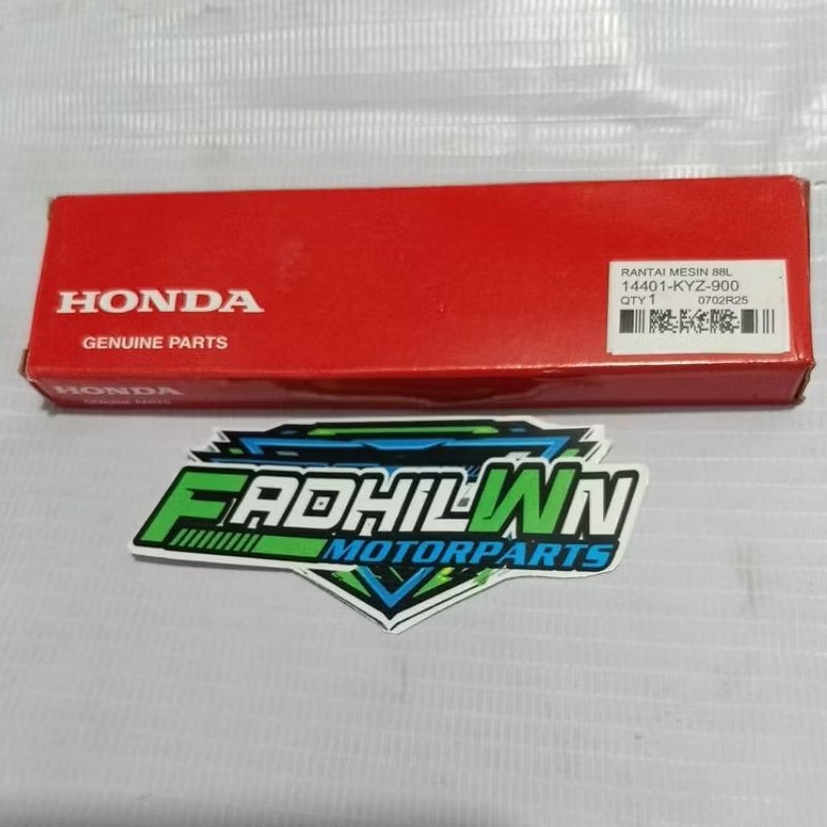 HONDA
GENUINE PARTS
RANTAI MESIN 88L
14401-KYZ-900
QTY 1 0702R25
HONDA
GENUINE PARTS
FADHILWN
MOTORPARTS